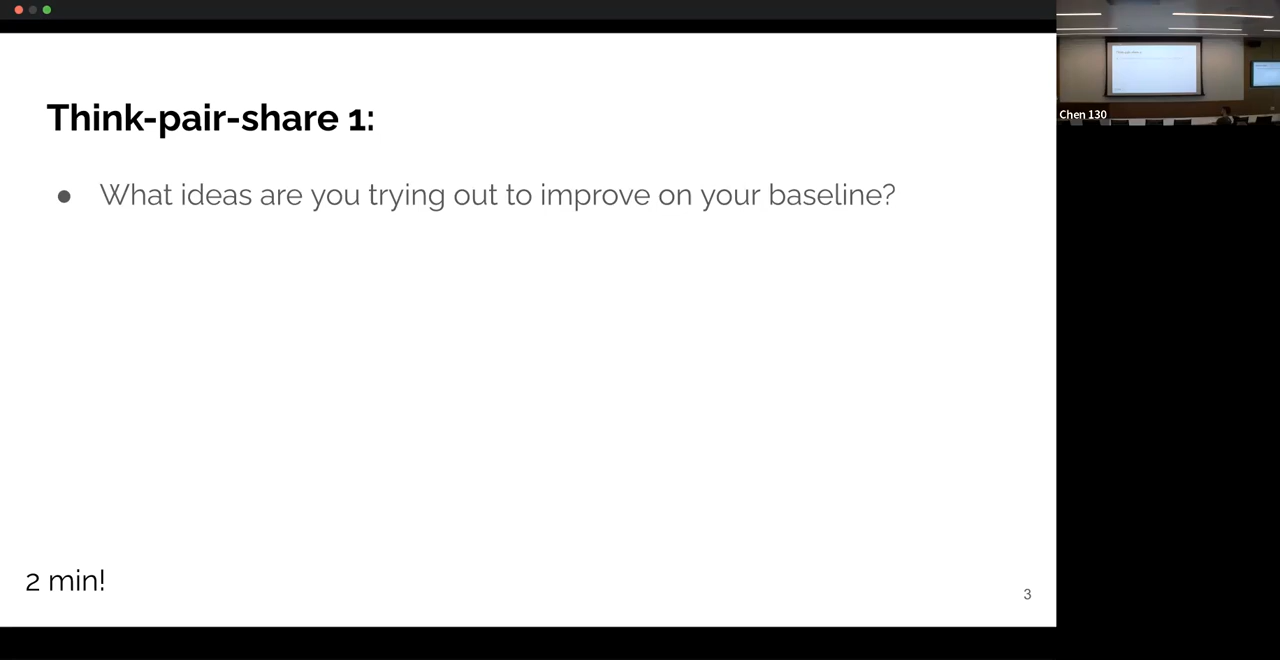 Think-pair-share 1:
● What ideas are you trying out to improve on your baseline?
2 min!
3
Chen 130